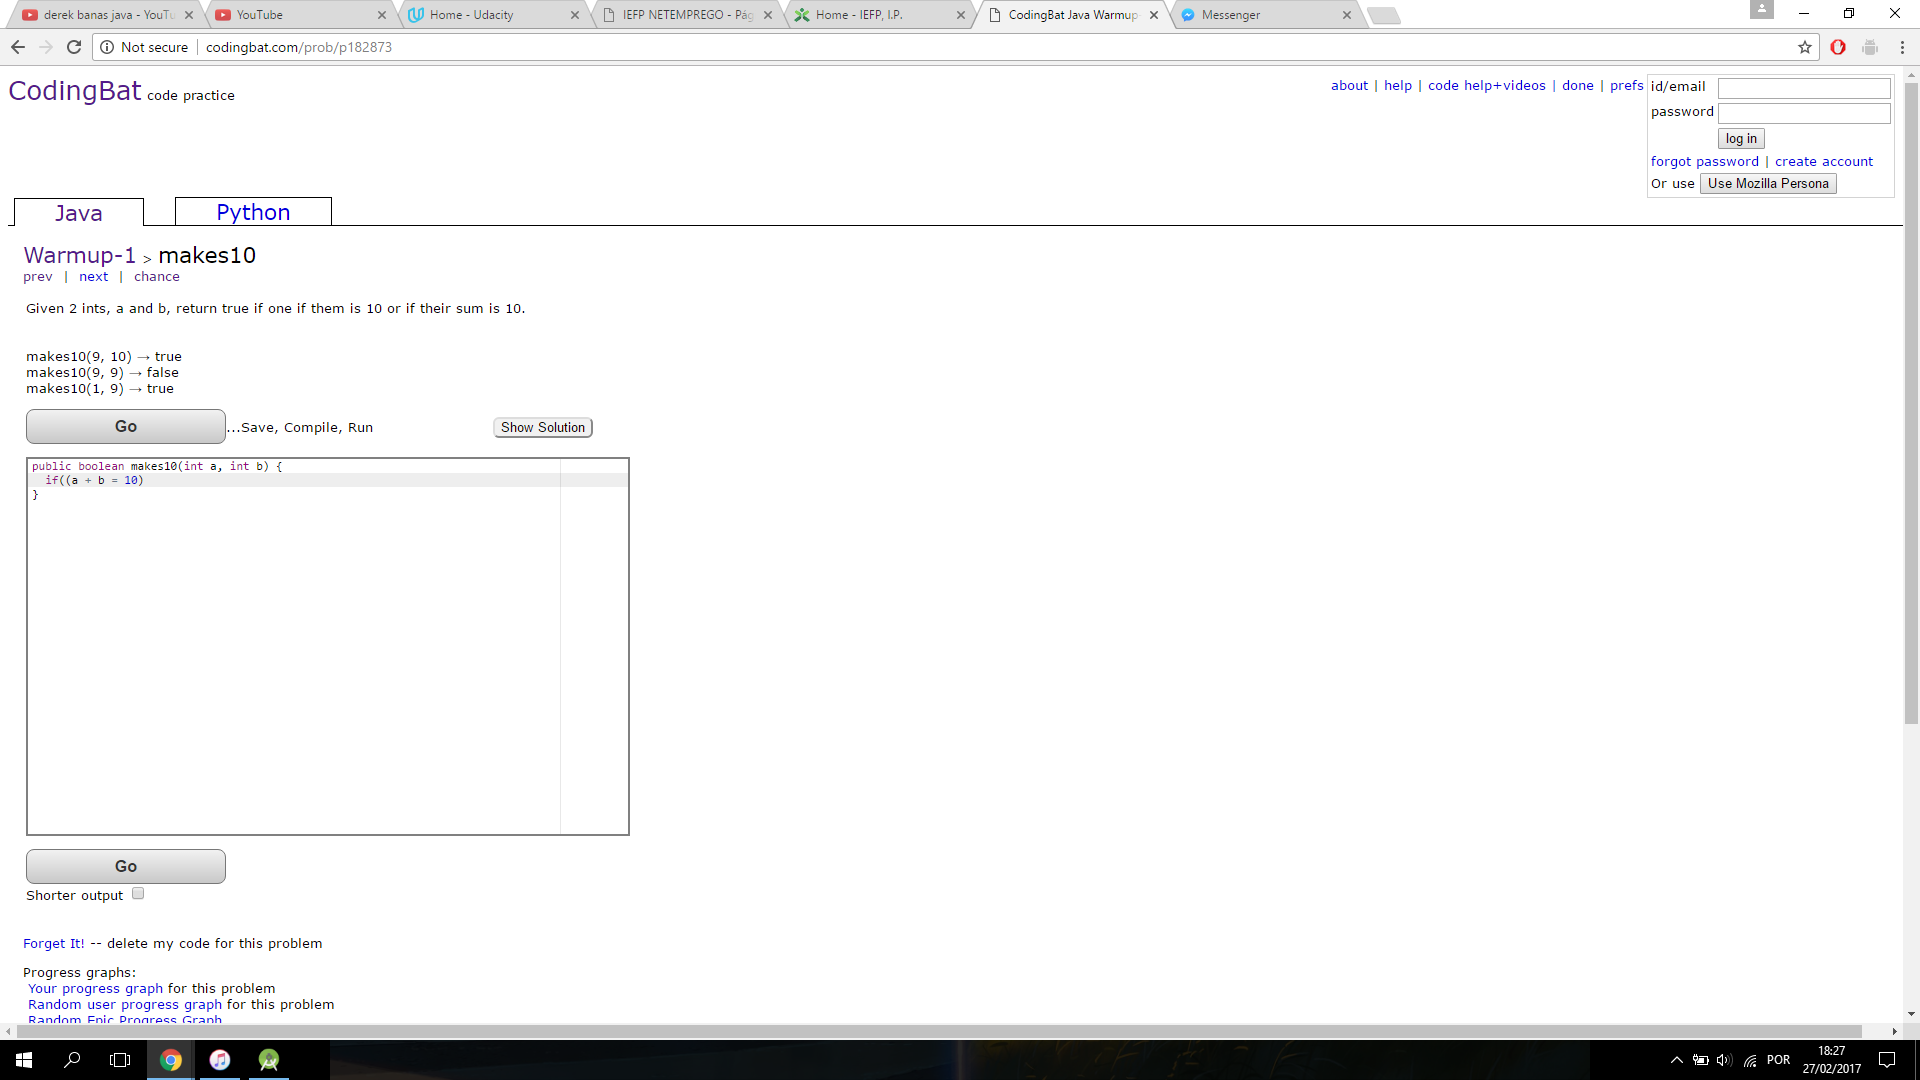 derek banas java - YouTu
YouTube
Home - Udacity
IEFP NETEMPREGO - Pág
Home - IEFP, I.P.
CodingBat Java Warmup-
Messenger
Not secure | codingbat.com/prob/p182873
CodingBat code practice
about | help | code help+videos | done | prefs
id/email
password
log in
forgot password | create account
Or use Use Mozilla Persona
Java
Python
Warmup-1 > makes10
prev | next | chance
Given 2 ints, a and b, return true if one if them is 10 or if their sum is 10.
makes10(9, 10) → true
makes10(9, 9) → false
makes10(1, 9) → true
Go ...Save, Compile, Run Show Solution
public boolean makes10(int a, int b) {
if((a + b = 10)
}
Go
Shorter output
Forget It! -- delete my code for this problem
Progress graphs:
Your progress graph for this problem
Random user progress graph for this problem
Random Epic Progress Graph
POR
18:27
27/02/2017